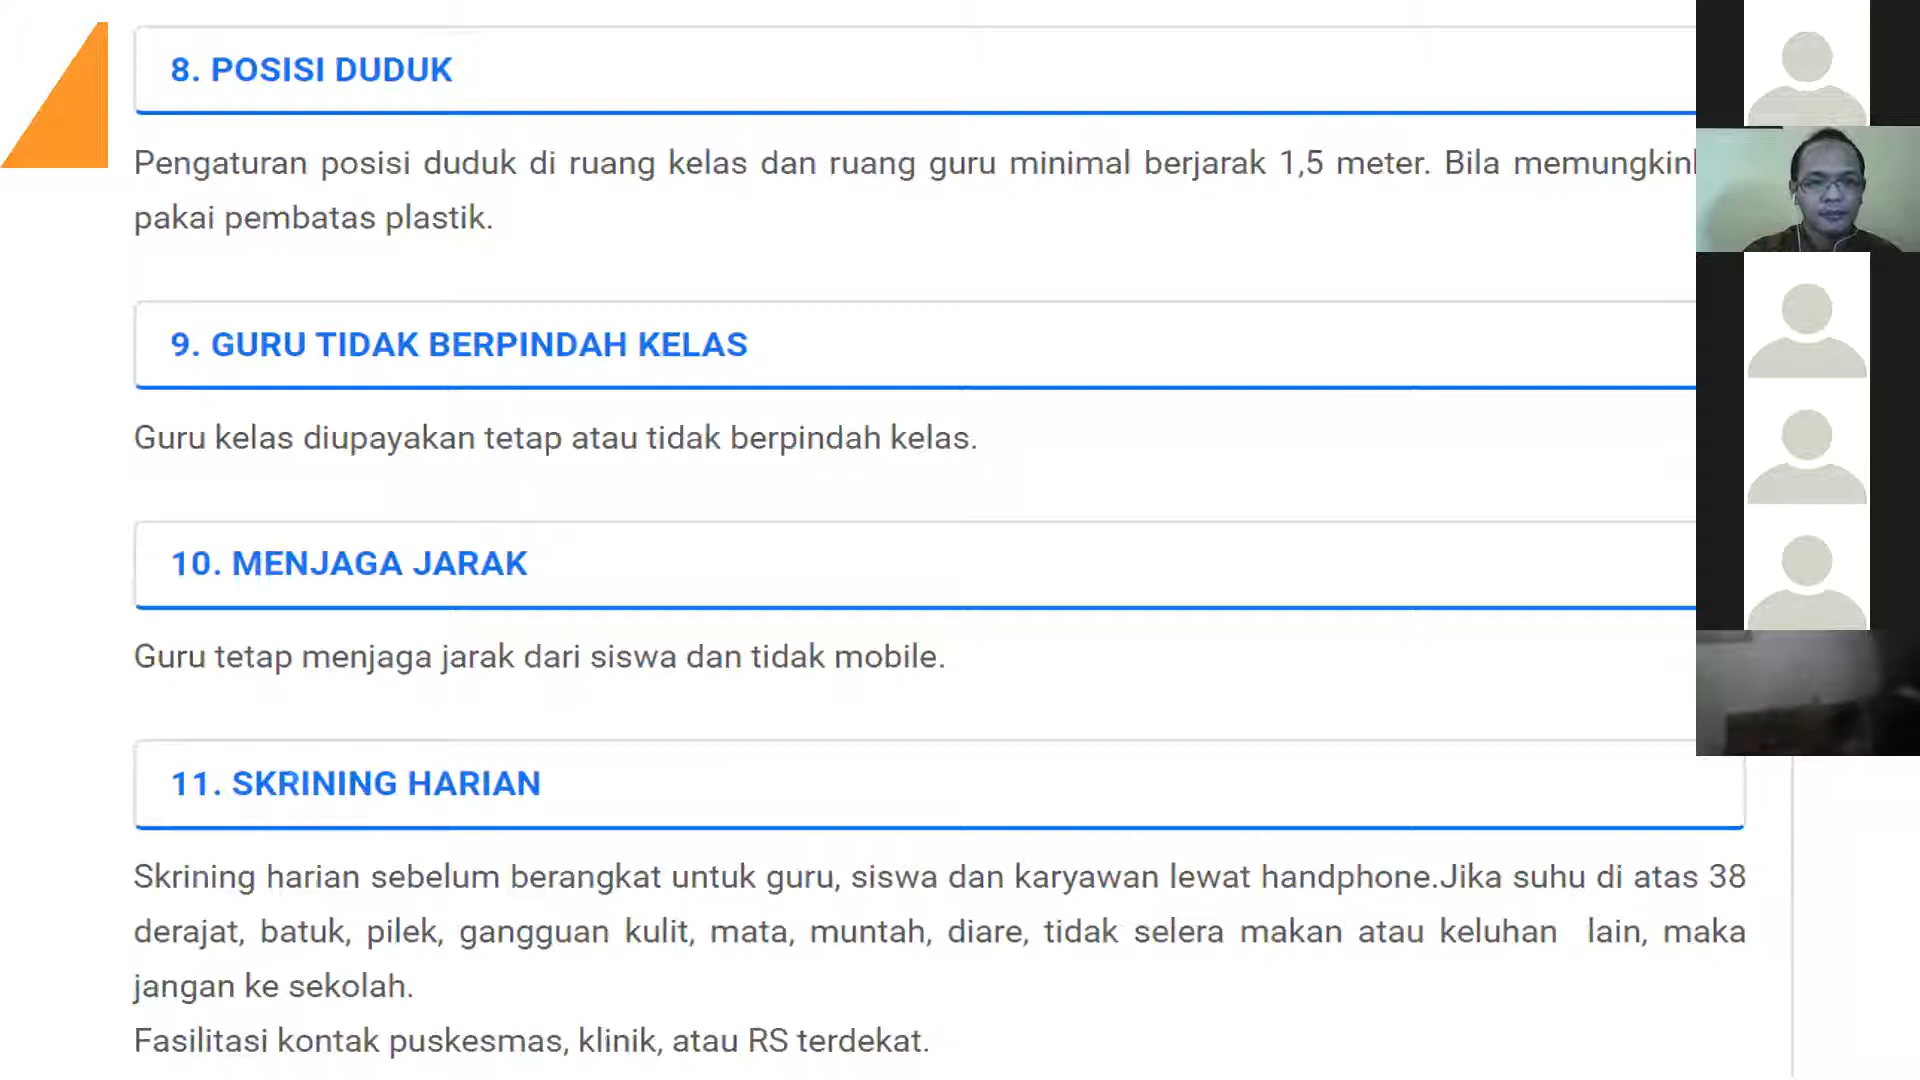 8. POSISI DUDUK
Pengaturan posisi duduk di ruang kelas dan ruang guru minimal berjarak 1,5 meter. Bila
pakai pembatas plastik.
9. GURU TIDAK BERPINDAH KELAS
Guru kelas diupayakan tetap atau tidak berpindah kelas.
10. MENJAGA JARAK
Guru tetap menjaga jarak dari siswa dan tidak mobile.
11. SKRINING HARIAN
Skrining harian sebelum berangkat untuk guru, siswa dan karyawan lewat handphone.Jika suhu di atas 38
derajat, batuk, pilek, gangguan kulit, mata, muntah, diare, tidak selera makan atau keluhan lain, maka
jangan ke sekolah.
Fasilitasi kontak puskesmas, klinik, atau RS terdekat.